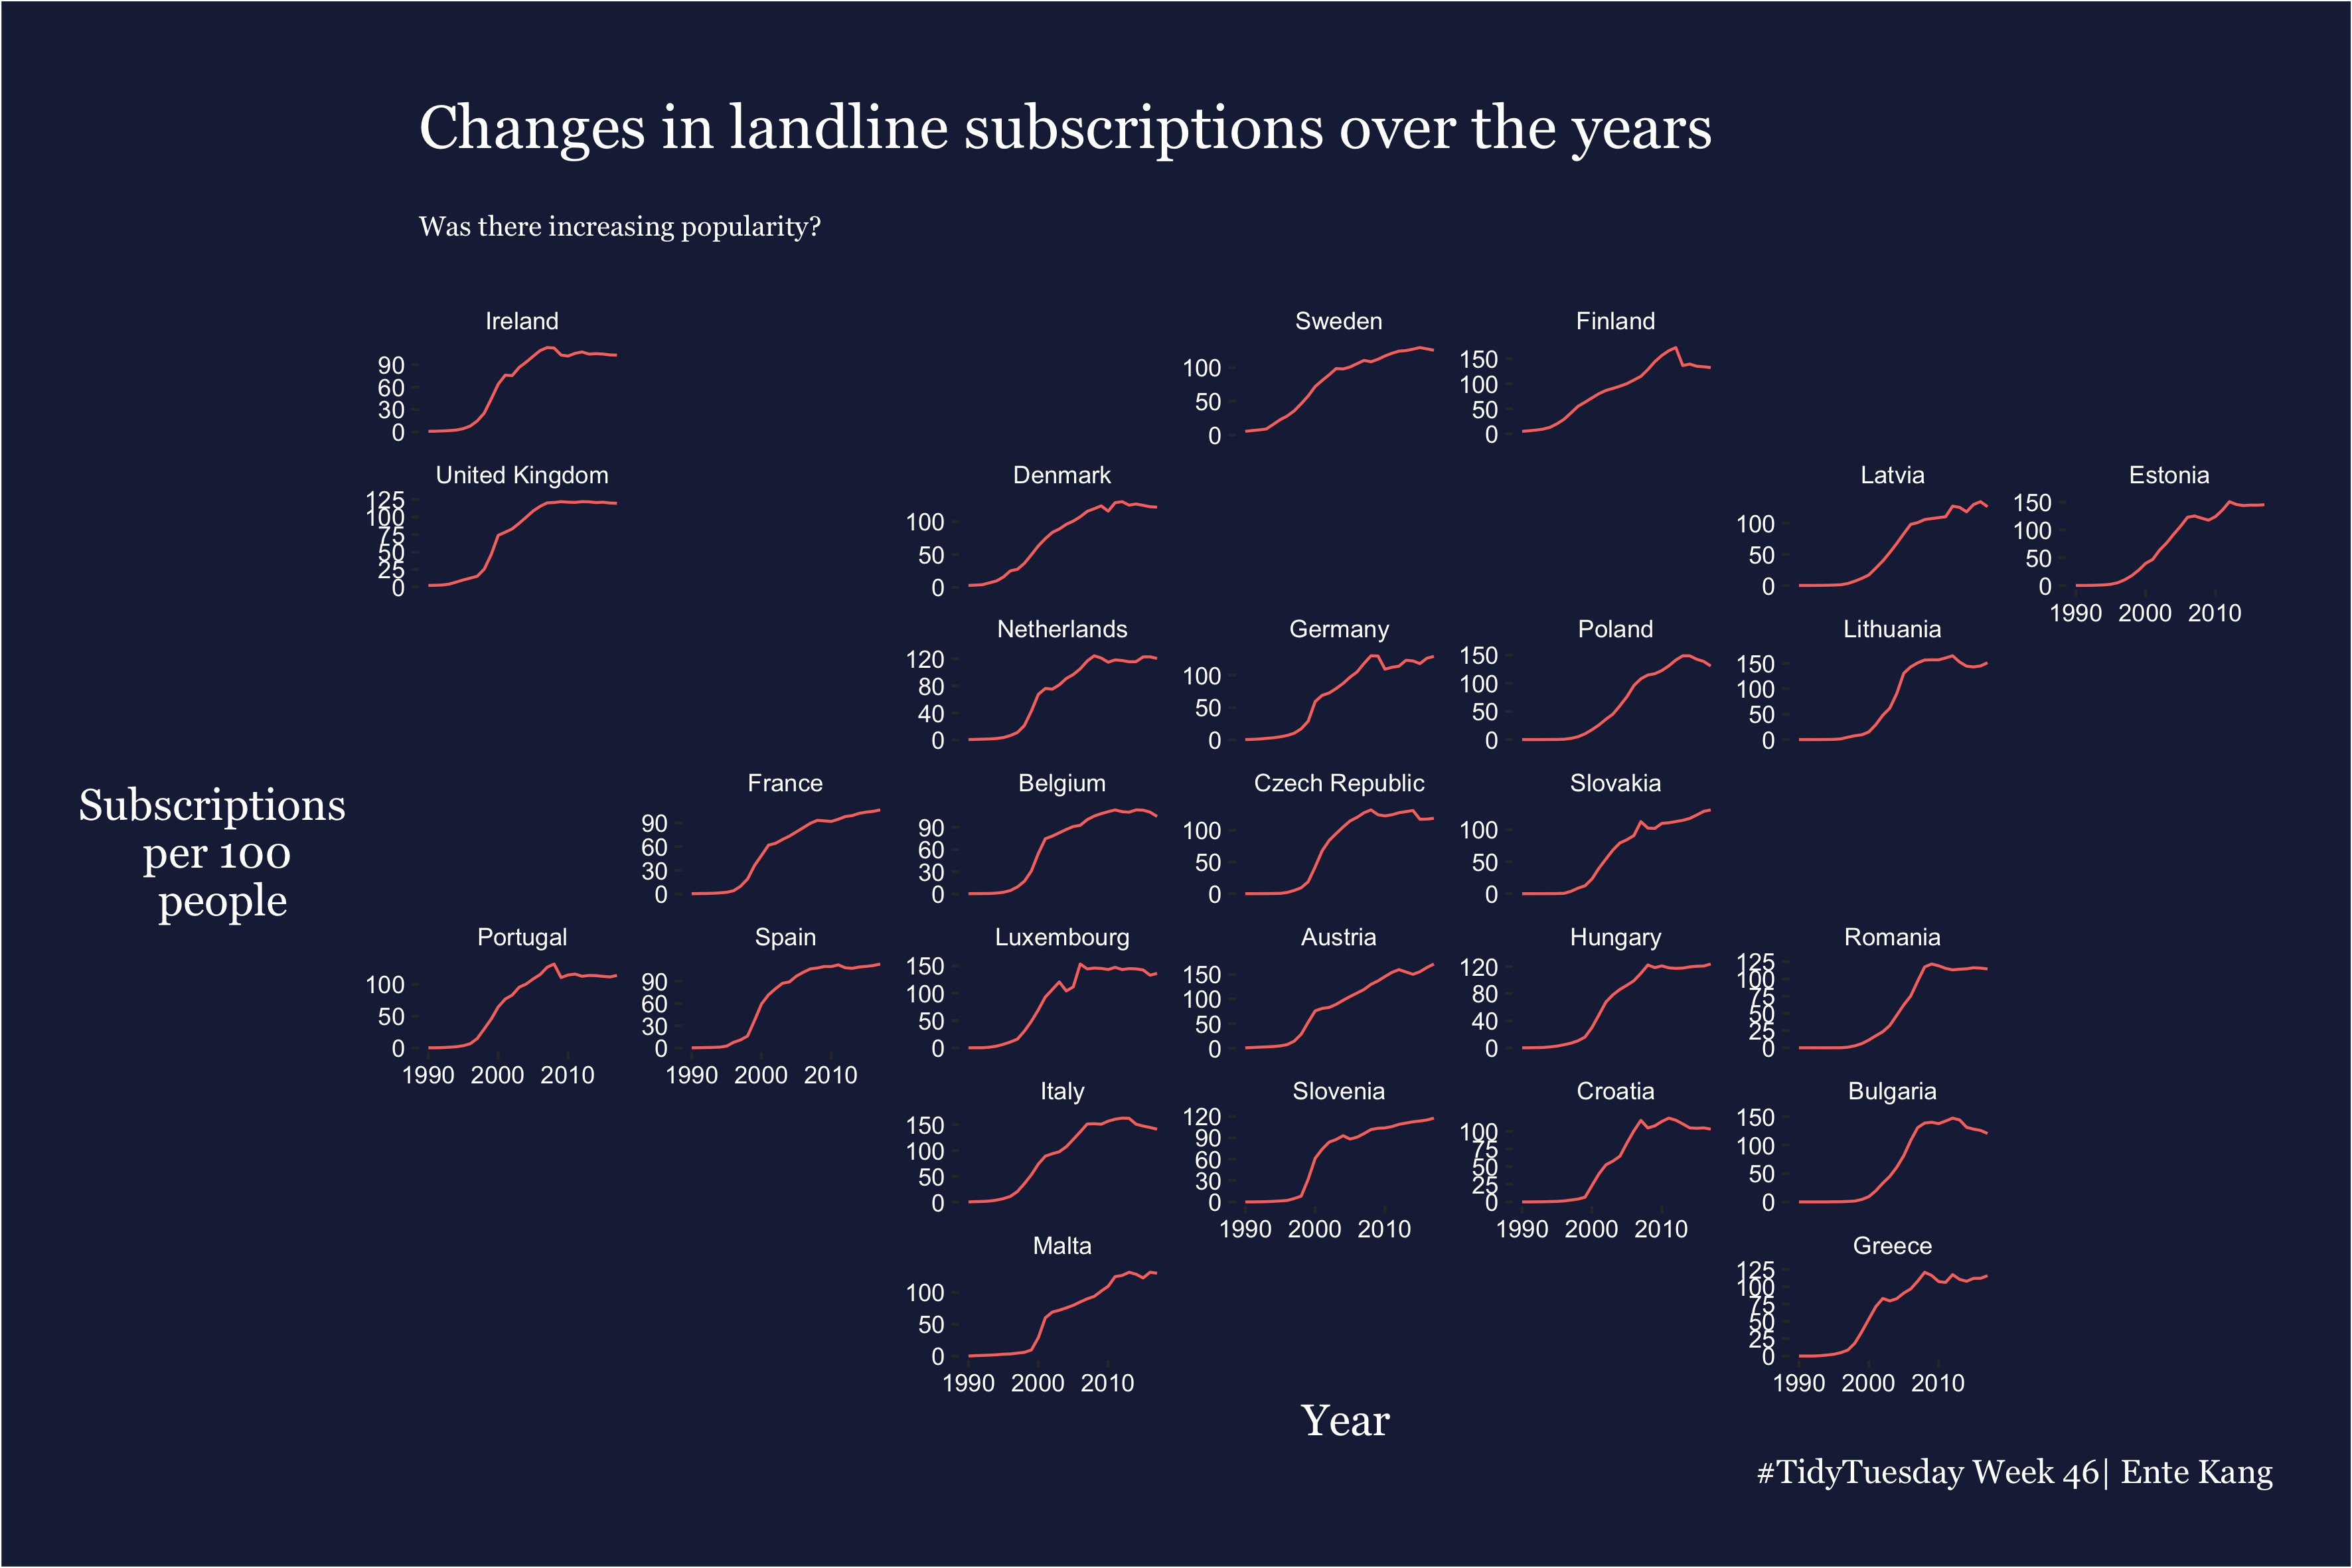 Changes in landline subscriptions over the years
Was there increasing popularity?
Ireland
90
60
30
0
Sweden
100
50
0
Finland
150
100
50
0
United Kingdom
125
100
75
50
25
0
Denmark
100
50
0
Latvia
100
50
0
Estonia
150
100
50
0
1990 2000 2010
Netherlands
120
80
40
0
Germany
100
50
0
Poland
150
100
50
0
Lithuania
150
100
50
0
Subscriptions
per 100
people
France
90
60
30
0
Belgium
90
60
30
0
Czech Republic
100
50
0
Slovakia
100
50
0
Portugal
100
50
0
1990 2000 2010
Spain
90
60
30
0
1990 2000 2010
Luxembourg
150
100
50
0
Austria
150
100
50
0
Hungary
120
80
40
0
Romania
125
100
75
50
25
0
Italy
150
100
50
0
Slovenia
120
90
60
30
0
1990 2000 2010
Croatia
100
75
50
25
0
1990 2000 2010
Bulgaria
150
100
50
0
Malta
100
50
0
1990 2000 2010
Greece
125
100
75
50
25
0
1990 2000 2010
Year
#TidyTuesday Week 46| Ente Kang